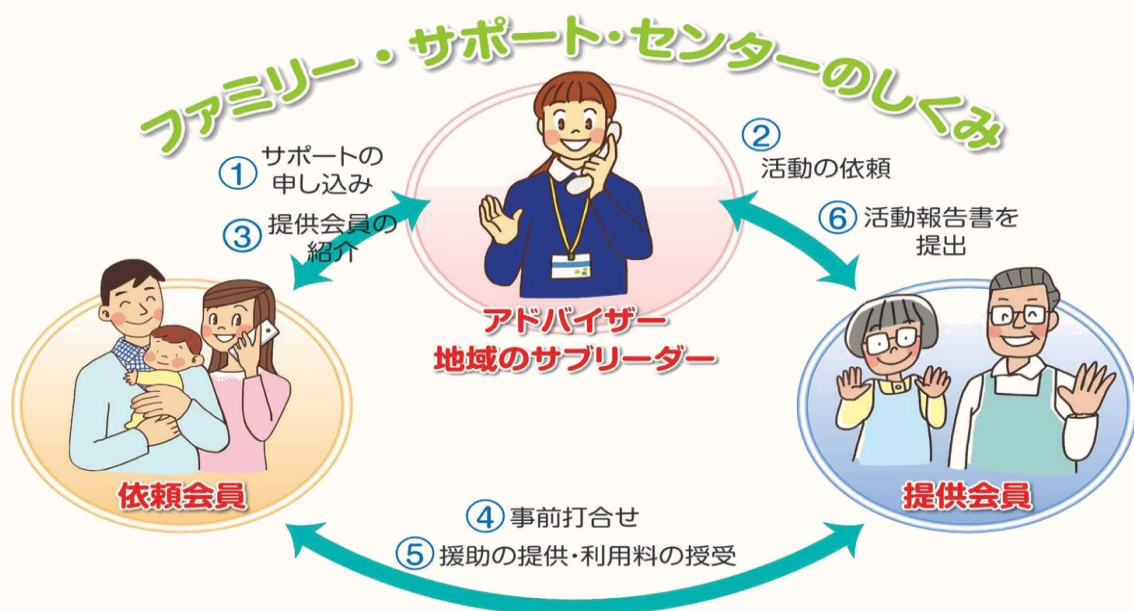 ファミリー・サポート・センターのしくみ
① サポートの
申し込み
③ 提供会員の
紹介
②
活動の依頼
⑥ 活動報告書を
提出
アドバイザー
地域のサブリーダー
依頼会員
提供会員
④ 事前打合せ
⑤ 援助の提供・利用料の授受